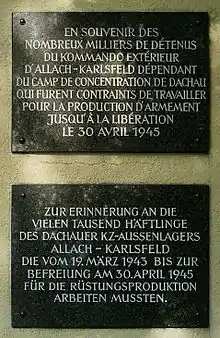 EN SOUVENIR DES
NOMBREUX MILLIERS DE DÉTENUS
DU KOMMANDO EXTÉRIEUR
D'ALLACH-KARLSFELD DÉPENDANT
DU CAMP DE CONCENTRATION DE DACHAU
QUI FURENT CONTRAINTS DE TRAVAILLER
POUR LA PRODUCTION D'ARMEMENT
JUSQU'À LA LIBÉRATION
LE 30 AVRIL 1945
ZUR ERINNERUNG AN DIE
VIELEN TAUSEND HÄFTLINGE
DES DACHAUER KZ-AUSSENLAGERS
ALLACH - KARLSFELD
DIE VOM 19. MÄRZ 1943 BIS ZUR
BEFREIUNG AM 30. APRIL 1945
FÜR DIE RÜSTUNGSPRODUKTION
ARBEITEN MUSSTEN.